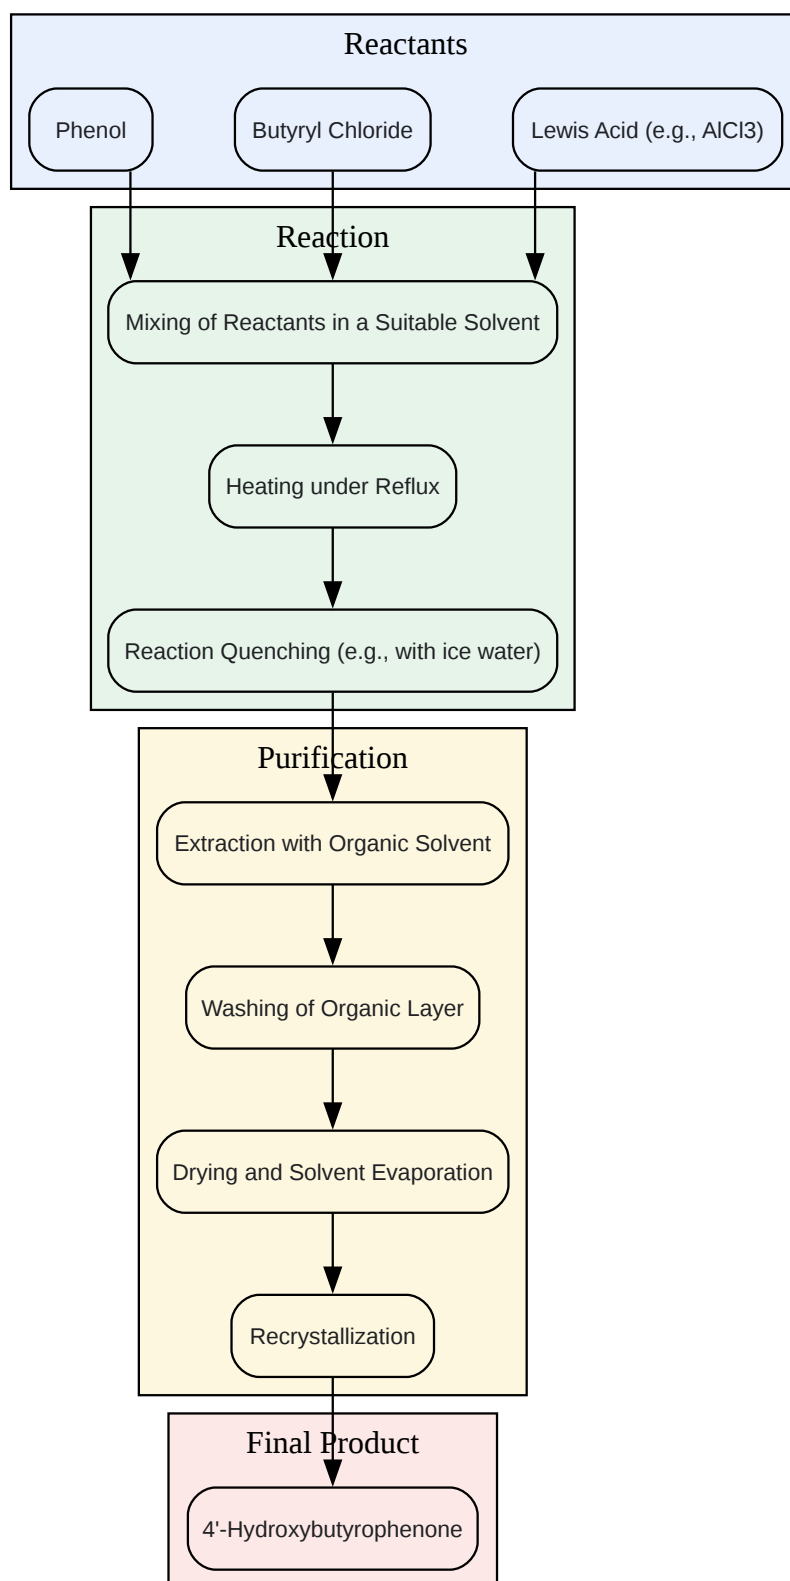 Reactants
Phenol
Butyryl Chloride
Lewis Acid (e.g., AlCl3)
Reaction
Mixing of Reactants in a Suitable Solvent
Heating under Reflux
Reaction Quenching (e.g., with ice water)
Purification
Extraction with Organic Solvent
Washing of Organic Layer
Drying and Solvent Evaporation
Recrystallization
Final Product
4'-Hydroxybutyrophenone